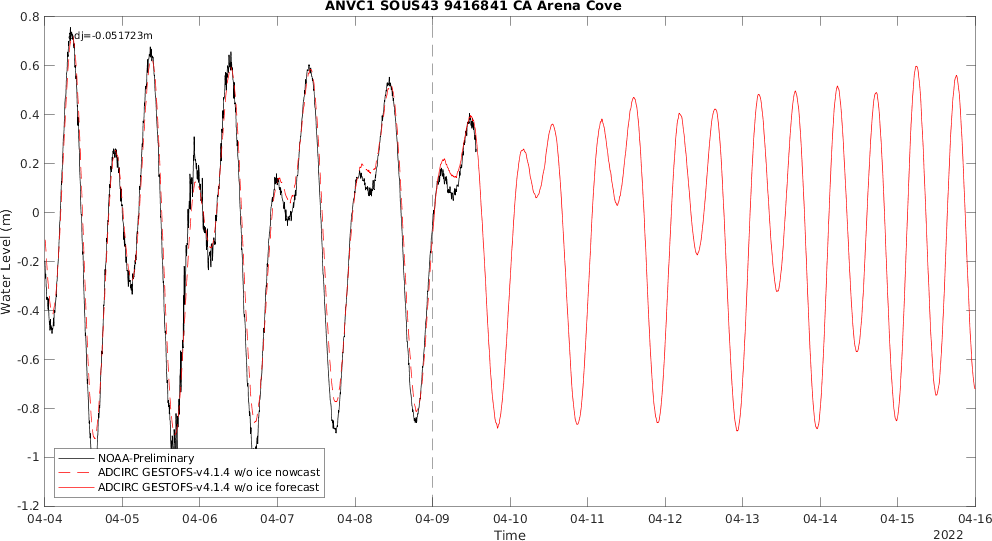 ANVC1 SOUS43 9416841 CA Arena Cove
adj=-0.051723m
Water Level (m)
0.8
0.6
0.4
0.2
0
-0.2
-0.4
-0.6
-0.8
-1
-1.2
NOAA-Preliminary
ADCIRC GESTOFS-v4.1.4 w/o ice nowcast
ADCIRC GESTOFS-v4.1.4 w/o ice forecast
04-04 04-05 04-06 04-07 04-08 04-09 04-10 04-11 04-12 04-13 04-14 04-15 04-16
Time
2022